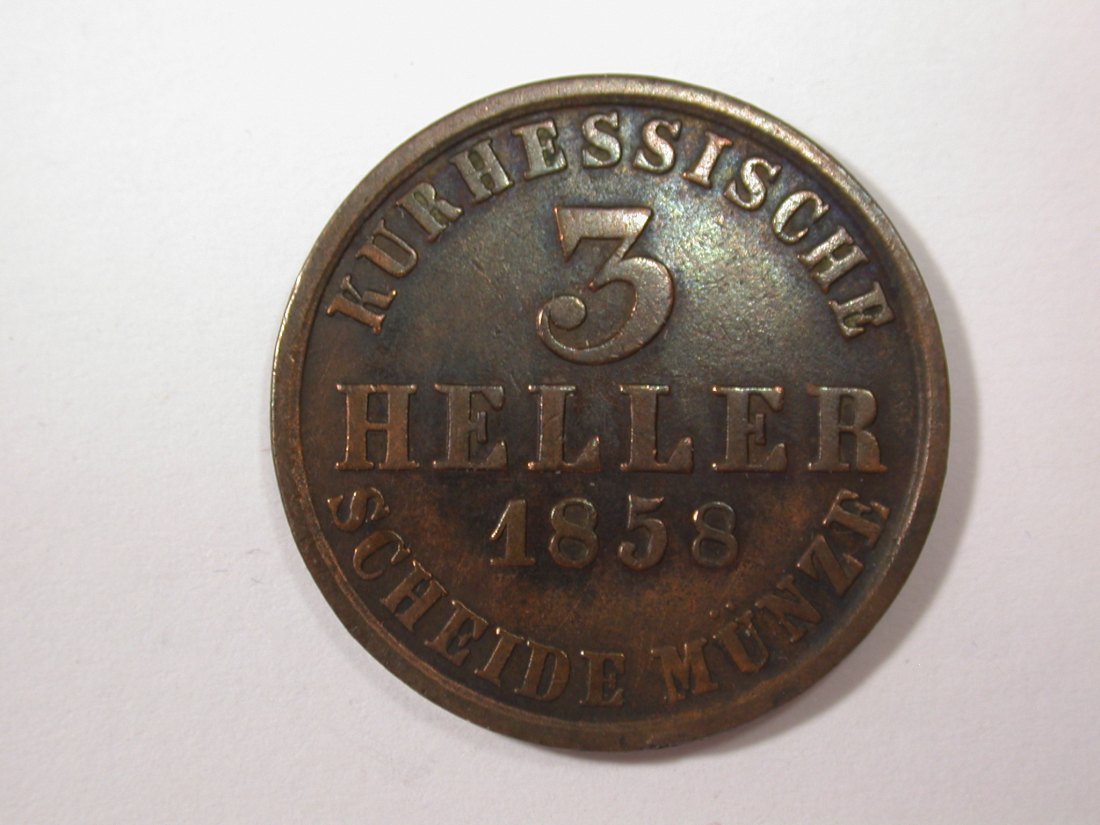 KURHESSISCHE
3
HELLER
1858
SCHEIDE MÜNZE